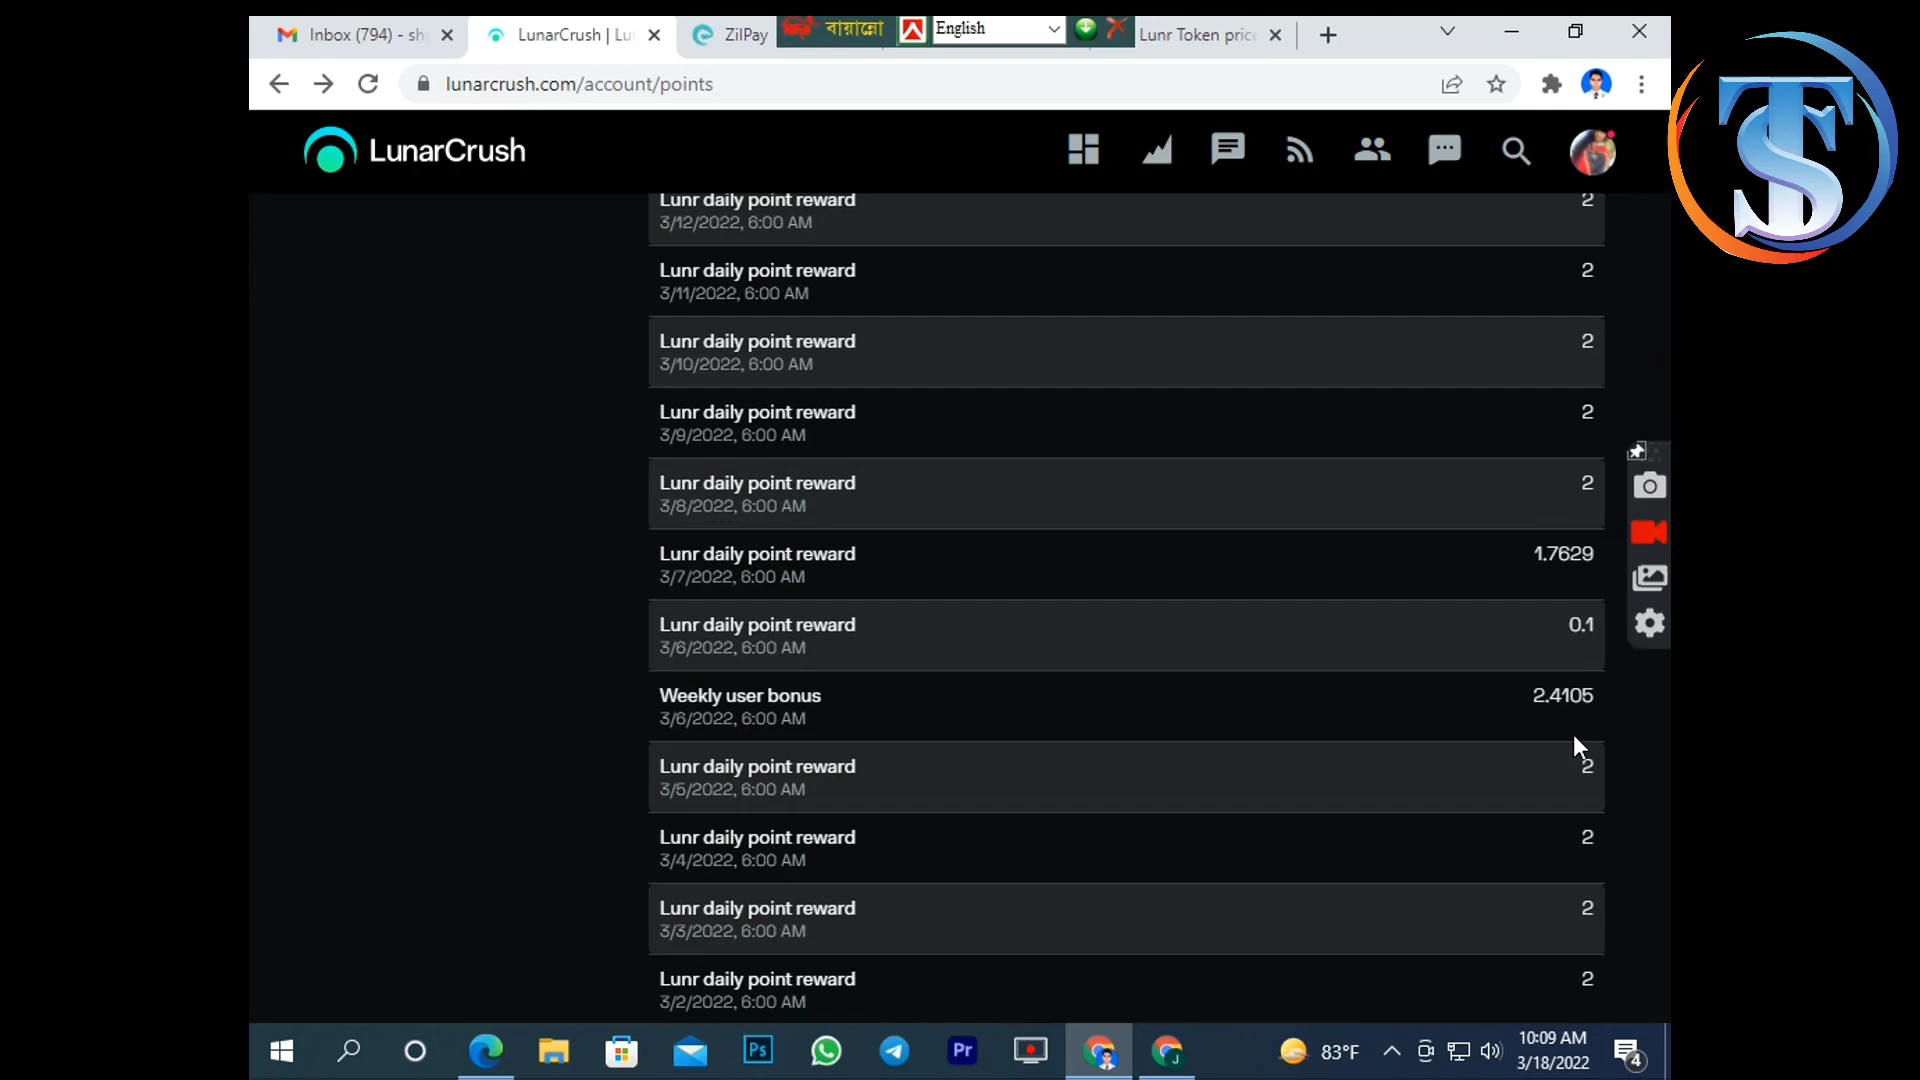 Inbox (794) - sh
LunarCrush | Lu
ZilPay
বায়ান্নো
English
Lunr Token price
lunarcrush.com/account/points
LunarCrush
Lunr daily point reward 2
3/12/2022, 6:00 AM
Lunr daily point reward 2
3/11/2022, 6:00 AM
Lunr daily point reward 2
3/10/2022, 6:00 AM
Lunr daily point reward 2
3/9/2022, 6:00 AM
Lunr daily point reward 2
3/8/2022, 6:00 AM
Lunr daily point reward 1.7629
3/7/2022, 6:00 AM
Lunr daily point reward 0.1
3/6/2022, 6:00 AM
Weekly user bonus 2.4105
3/6/2022, 6:00 AM
Lunr daily point reward 2
3/5/2022, 6:00 AM
Lunr daily point reward 2
3/4/2022, 6:00 AM
Lunr daily point reward 2
3/3/2022, 6:00 AM
Lunr daily point reward 2
3/2/2022, 6:00 AM
Ps
Pr
J
83°F
10:09 AM
3/18/2022
4
TS